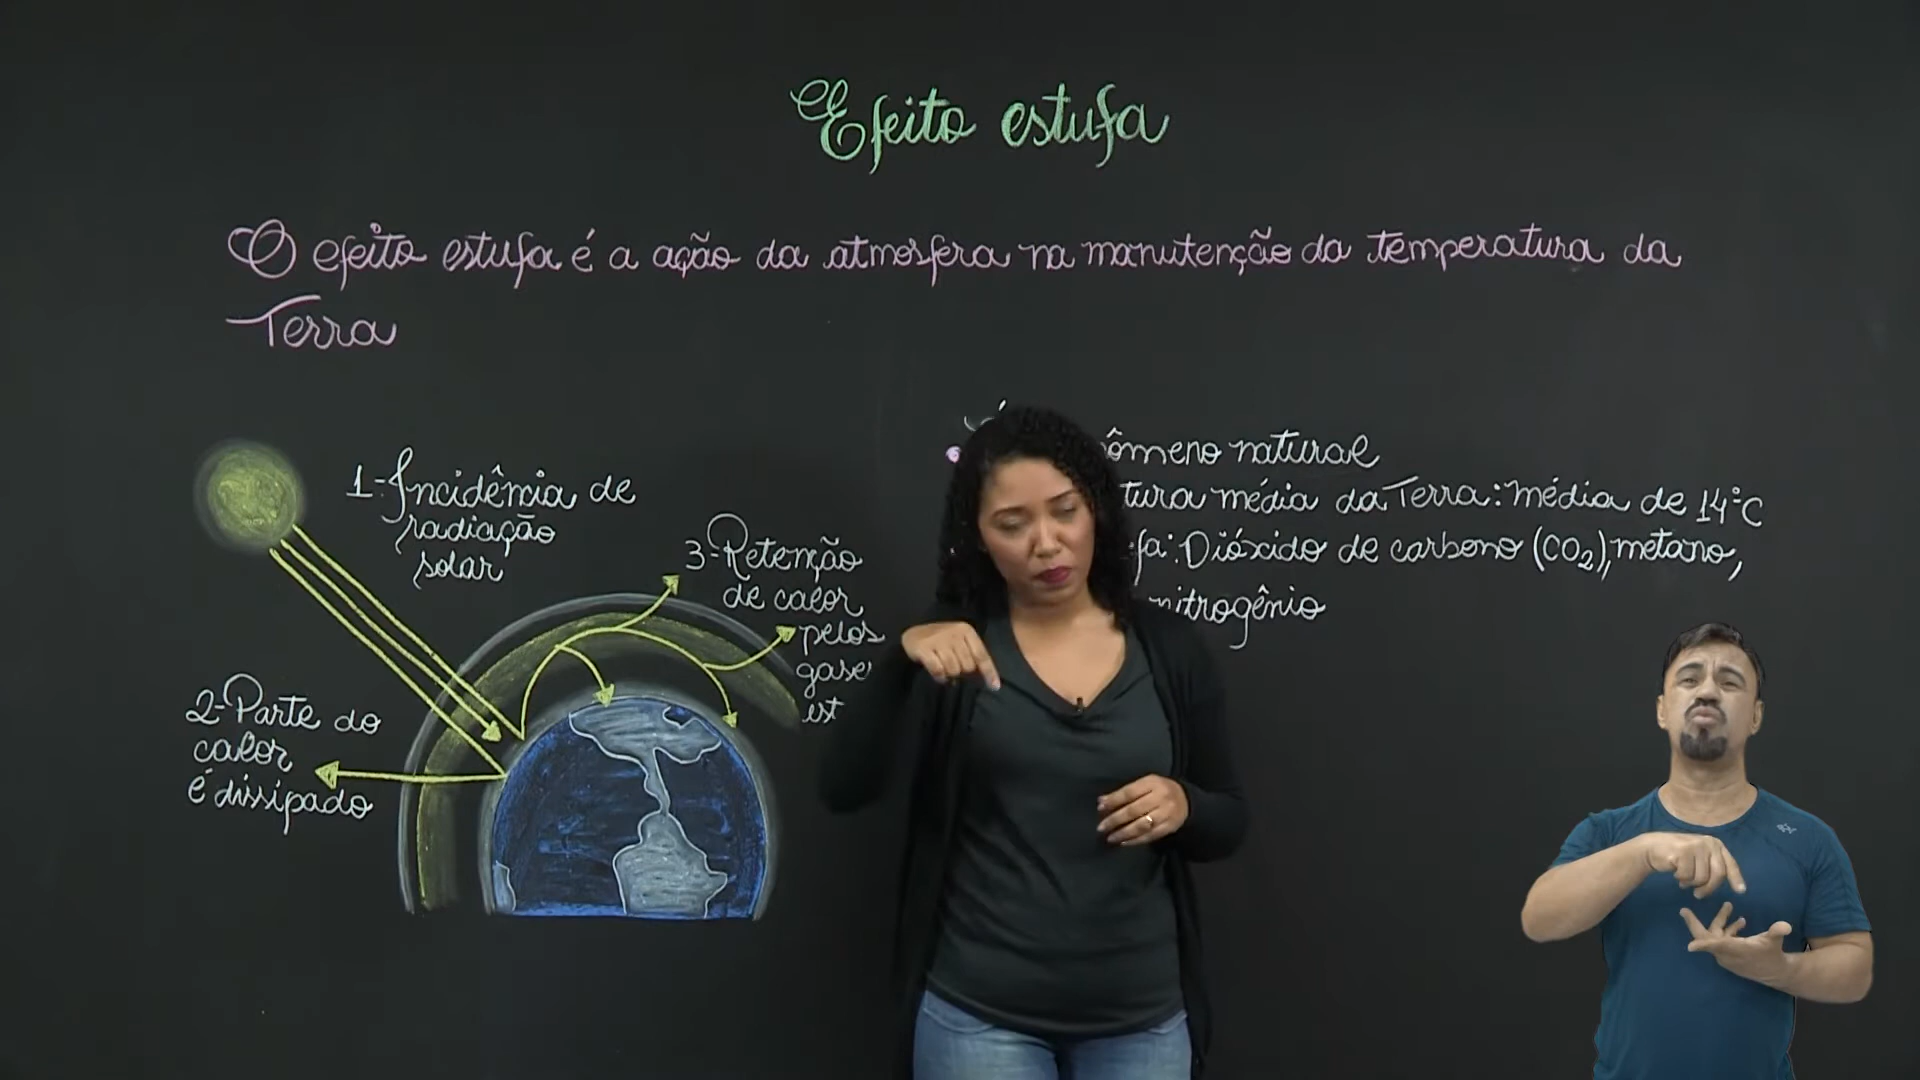 Efeito estufa
O efeito estufa é a ação da atmosfera na manutenção da temperatura da
Terra
1-Incidência de
radiação
solar
3-Retenção
de calor
pelos
gase
est
2-Parte do
calor
é dissipado
ômeno natural
tura média da Terra: média de 14°C
fa: Dióxido de carbono (CO₂), metano,
nitrogênio